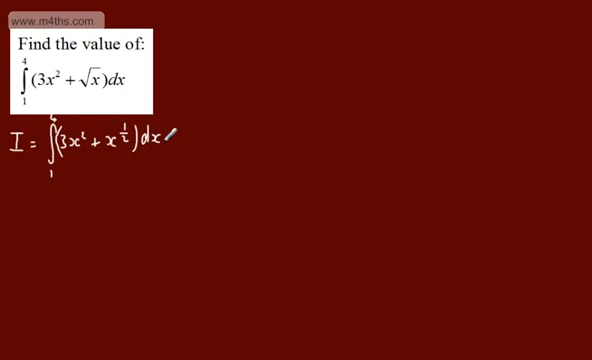 www.m4ths.com
Find the value of:
∫₁⁴ (3x² + √x)dx
I = ∫₁⁴ (3x² + x^(1/2)) dx